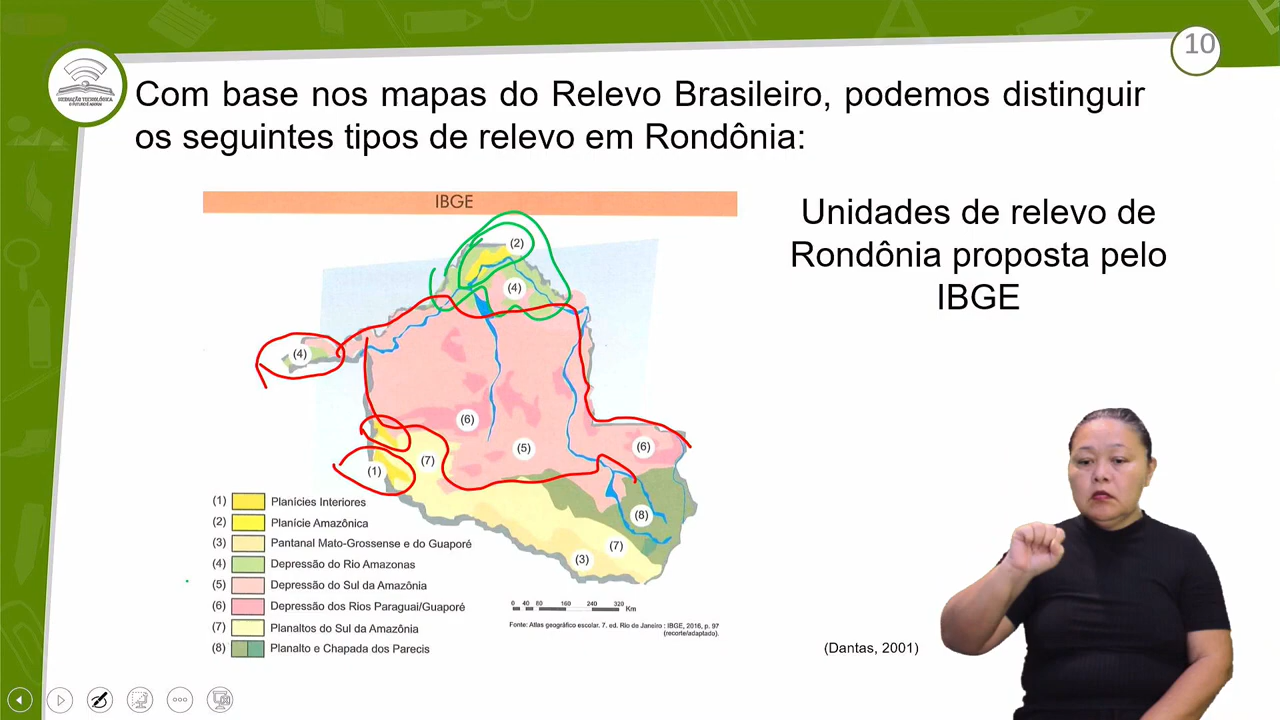 10
MEDIAÇÃO TECNOLÓGICA
Com base nos mapas do Relevo Brasileiro, podemos distinguir
os seguintes tipos de relevo em Rondônia:
IBGE
Unidades de relevo de
Rondônia proposta pelo
IBGE
(2)
(4)
(4)
(6)
(5)
(6)
(7)
(1)
(8)
(7)
(3)
(1) Planícies Interiores
(2) Planície Amazônica
(3) Pantanal Mato-Grossense e do Guaporé
(4) Depressão do Rio Amazonas
(5) Depressão do Sul da Amazônia
(6) Depressão dos Rios Paraguai/Guaporé
(7) Planaltos do Sul da Amazônia
(8) Planalto e Chapada dos Parecis
0 40 80 160 240 320 Km
Fonte: Atlas geográfico escolar. 7. ed. Rio de Janeiro : IBGE, 2016, p. 97
(recorte/adaptado).
(Dantas, 2001)